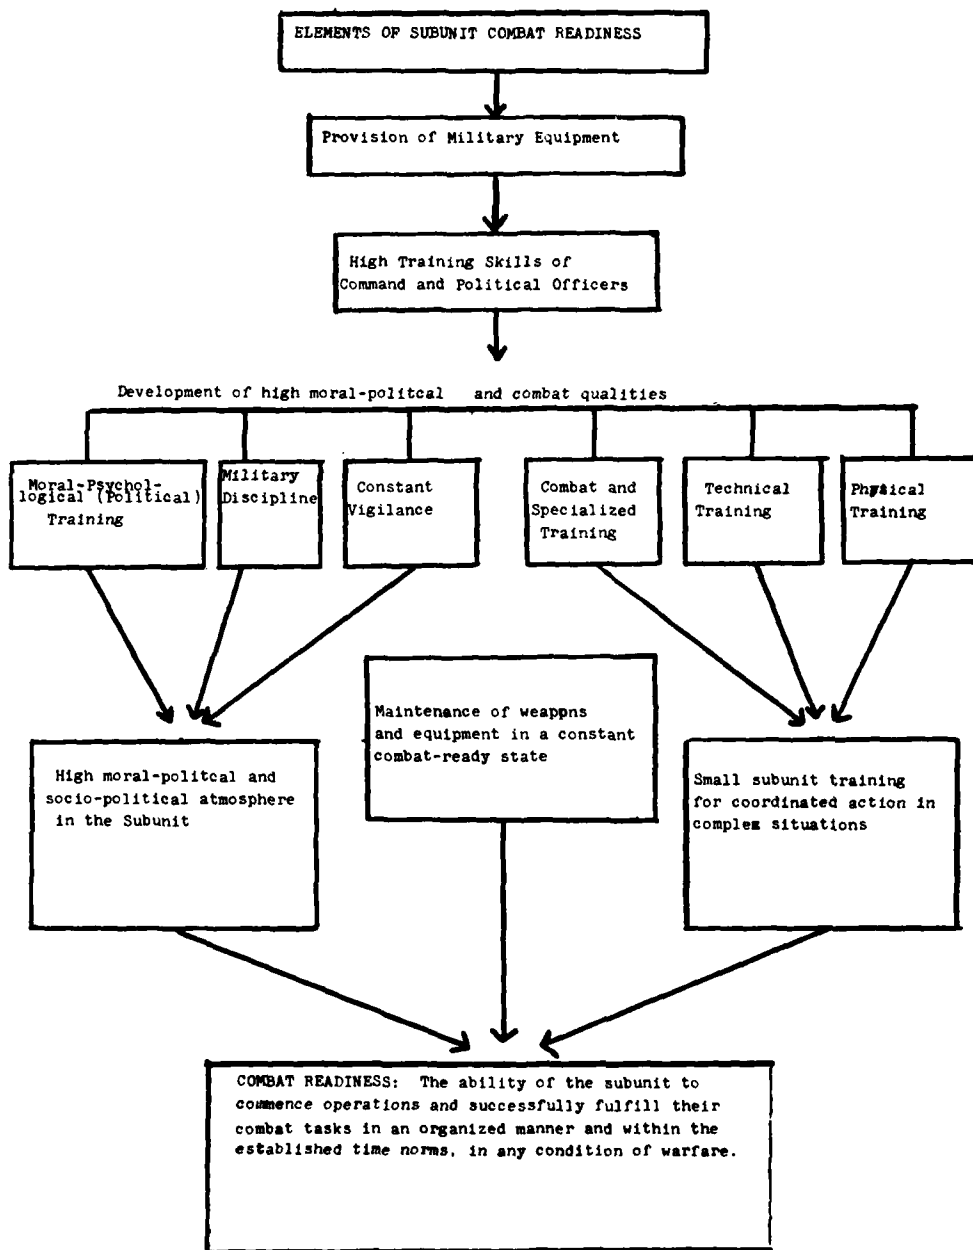 ELEMENTS OF SUBUNIT COMBAT READINESS
Provision of Military Equipment
High Training Skills of
Command and Political Officers
Development of high moral-politcal and combat qualities
Moral-Psychol-
logical (Political)
Training
Military
Discipline
Constant
Vigilance
Combat and
Specialized
Training
Technical
Training
Physical
Training
Maintenance of weappns
and equipment in a constant
combat-ready state
High moral-politcal and
socio-political atmosphere
in the Subunit
Small subunit training
for coordinated action in
complex situations
COMBAT READINESS: The ability of the subunit to
commence operations and successfully fulfill their
combat tasks in an organized manner and within the
established time norms, in any condition of warfare.